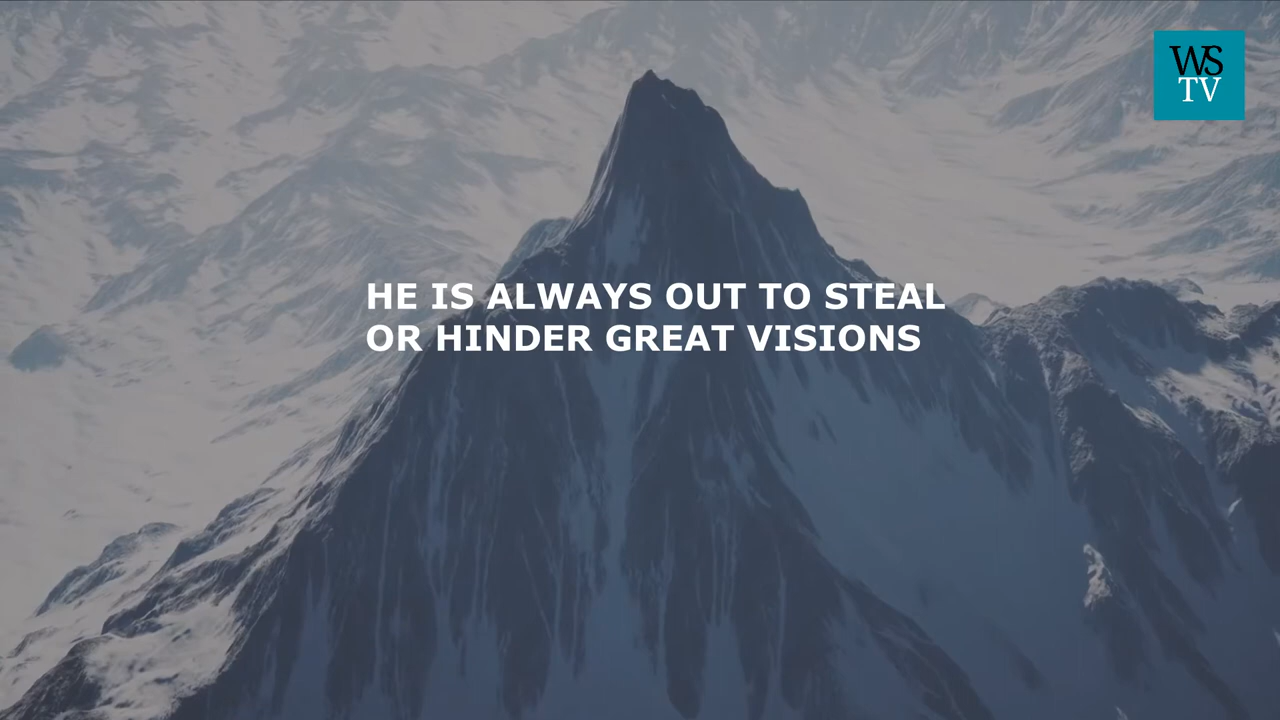 WS
TV
HE IS ALWAYS OUT TO STEAL
OR HINDER GREAT VISIONS